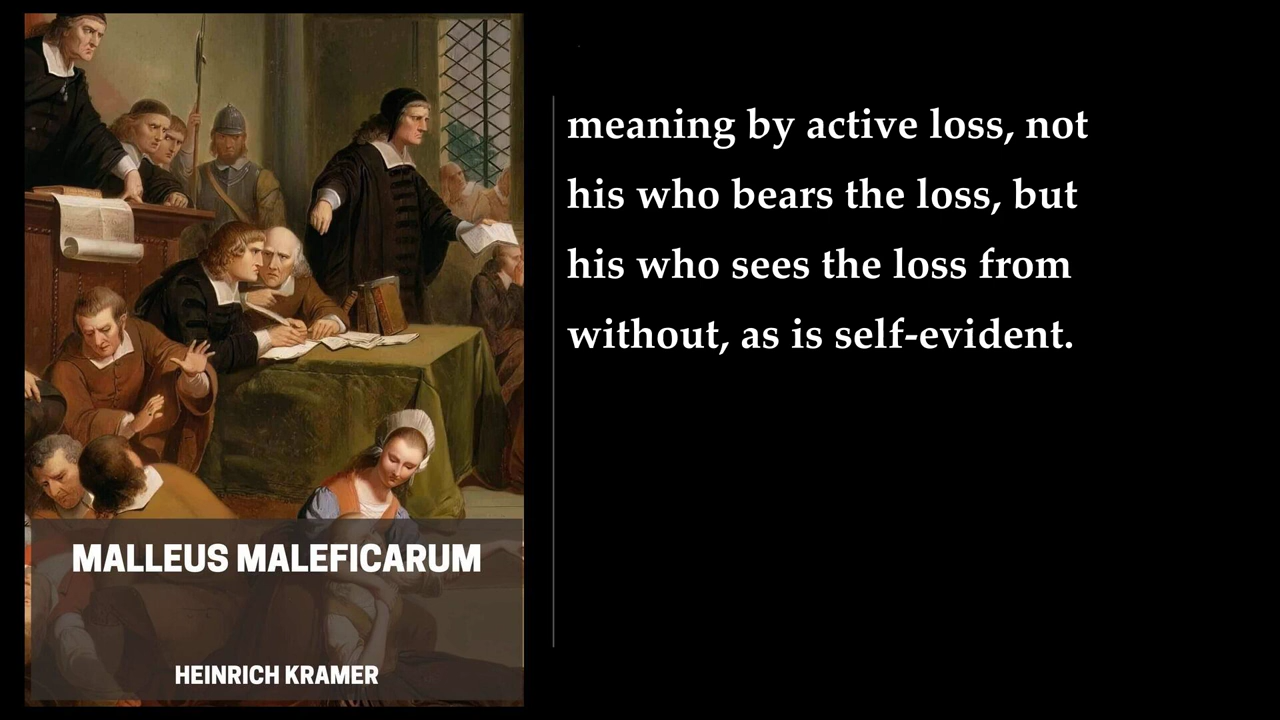 MALLEUS MALEFICARUM
HEINRICH KRAMER
meaning by active loss, not
his who bears the loss, but
his who sees the loss from
without, as is self-evident.